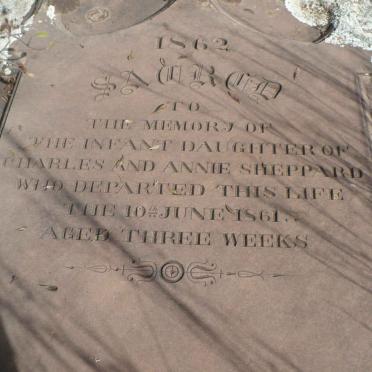 1862
SACRED
TO
THE MEMORY OF
THE INFANT DAUGHTER OF
CHARLES AND ANNIE SHEPPARD
WHO DEPARTED THIS LIFE
THE 10th JUNE 1861.
AGED THREE WEEKS